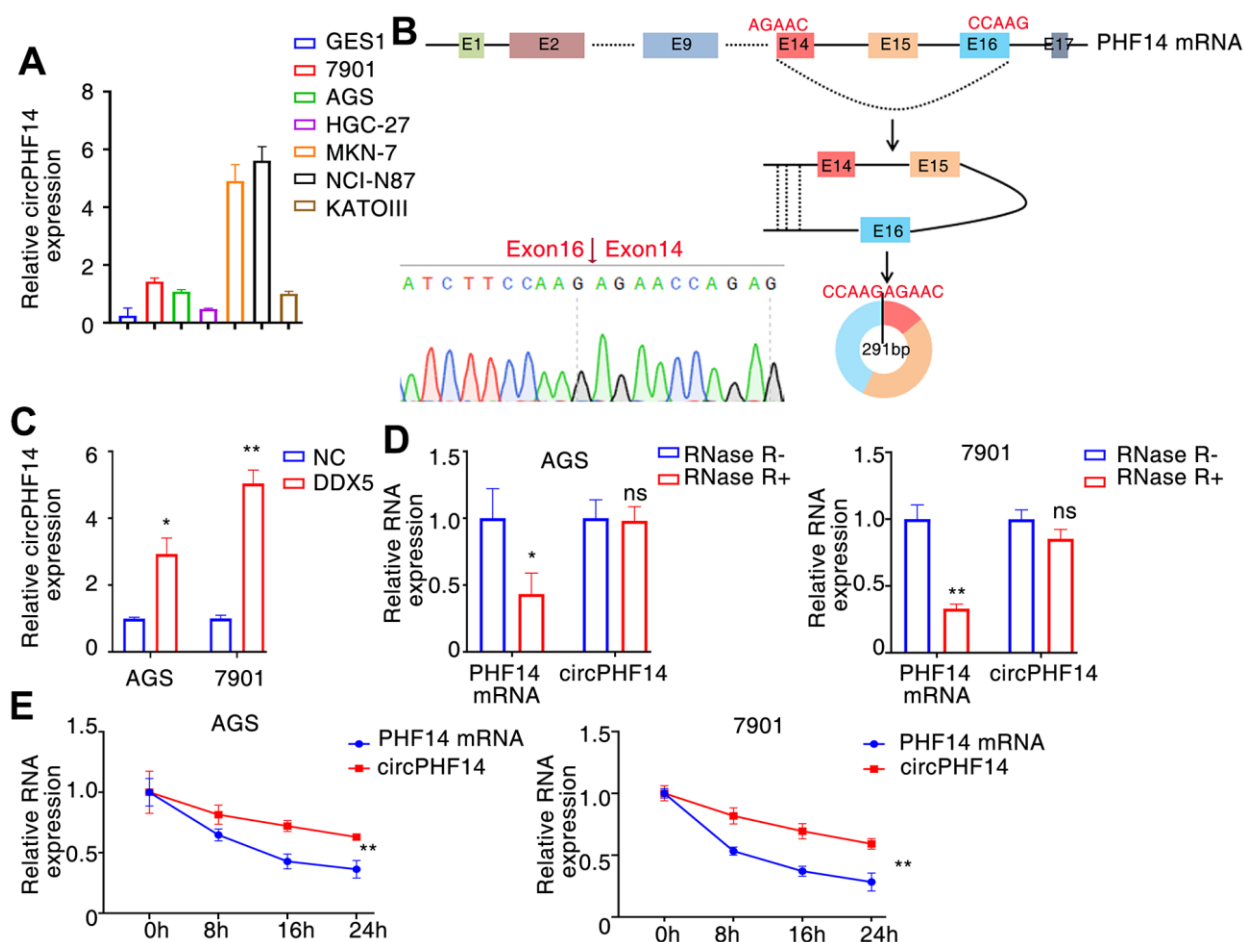 A
GES1
7901
AGS
HGC-27
MKN-7
NCI-N87
KATOIII
Relative circPHF14
expression
8
6
4
2
0
B
AGAAC
CCAAG
E1
E2
E9
E14
E15
E16
E17
PHF14 mRNA
E14
E15
E16
Exon16
Exon14
A T C T T C C A A G A G A A C C A G A G
CCAAGAGAAC
291bp
C
NC
DDX5
Relative circPHF14
expression
6
4
2
0
*
**
AGS
7901
D
AGS
RNase R-
RNase R+
Relative RNA
expression
1.5
1.0
0.5
0
*
ns
PHF14
mRNA
circPHF14
7901
RNase R-
RNase R+
Relative RNA
expression
1.5
1.0
0.5
0
**
ns
PHF14
mRNA
circPHF14
E
AGS
PHF14 mRNA
circPHF14
Relative RNA
expression
1.5
1.0
0.5
0
**
0h
8h
16h
24h
7901
PHF14 mRNA
circPHF14
Relative RNA
expression
1.5
1.0
0.5
0
**
0h
8h
16h
24h